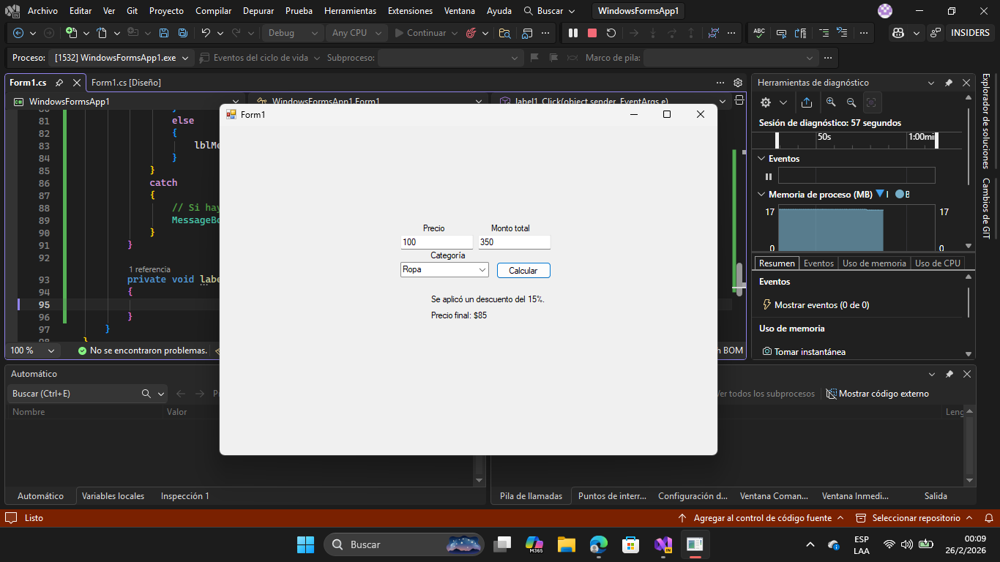 Archivo Editar Ver Git Proyecto Compilar Depurar Prueba Herramientas Extensiones Ventana Ayuda Buscar WindowsFormsApp1
Debug Any CPU Continuar INSIDERS
Proceso: [1532] WindowsFormsApp1.exe Eventos del ciclo de vida Subproceso: Marco de pila:
Form1.cs Form1.cs [Diseño]
WindowsFormsApp1 WindowsFormsApp1.Form1 label1_Click(object sender, EventArgs e)
81 else
82 {
83 lblMe
84 }
85 }
86 catch
87 {
88 // Si hay
89 MessageBo
90 }
91 }
92
1 referencia
93 private void labe
94 {
95
96 }
97 }
98 }
100 % No se encontraron problemas. BOM
Form1
Precio Monto total
100 350
Categoría
Ropa Calcular
Se aplicó un descuento del 15%.
Precio final: $85
Herramientas de diagnóstico
Sesión de diagnóstico: 57 segundos
50s 1:00mi
Eventos
Memoria de proceso (MB) B
17 17
0 0
Resumen Eventos Uso de memoria Uso de CPU
Eventos
Mostrar eventos (0 de 0)
Uso de memoria
Tomar instantánea
Explorador de soluciones
Cambios de GIT
Automático
Buscar (Ctrl+E)
Nombre Valor
Ver todos los subprocesos Mostrar código externo
Leng
Automático Variables locales Inspección 1
Pila de llamadas Puntos de interr... Configuración d... Ventana Coman... Ventana Inmedi... Salida
Listo Agregar al control de código fuente Seleccionar repositorio
Buscar M365 ESP
LAA
00:09
26/2/2026